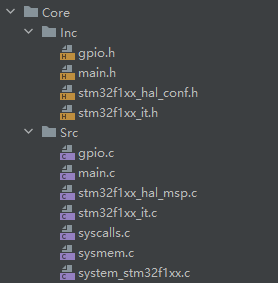 Core
Inc
gpio.h
main.h
stm32f1xx_hal_conf.h
stm32f1xx_it.h
Src
gpio.c
main.c
stm32f1xx_hal_msp.c
stm32f1xx_it.c
syscalls.c
sysmem.c
system_stm32f1xx.c